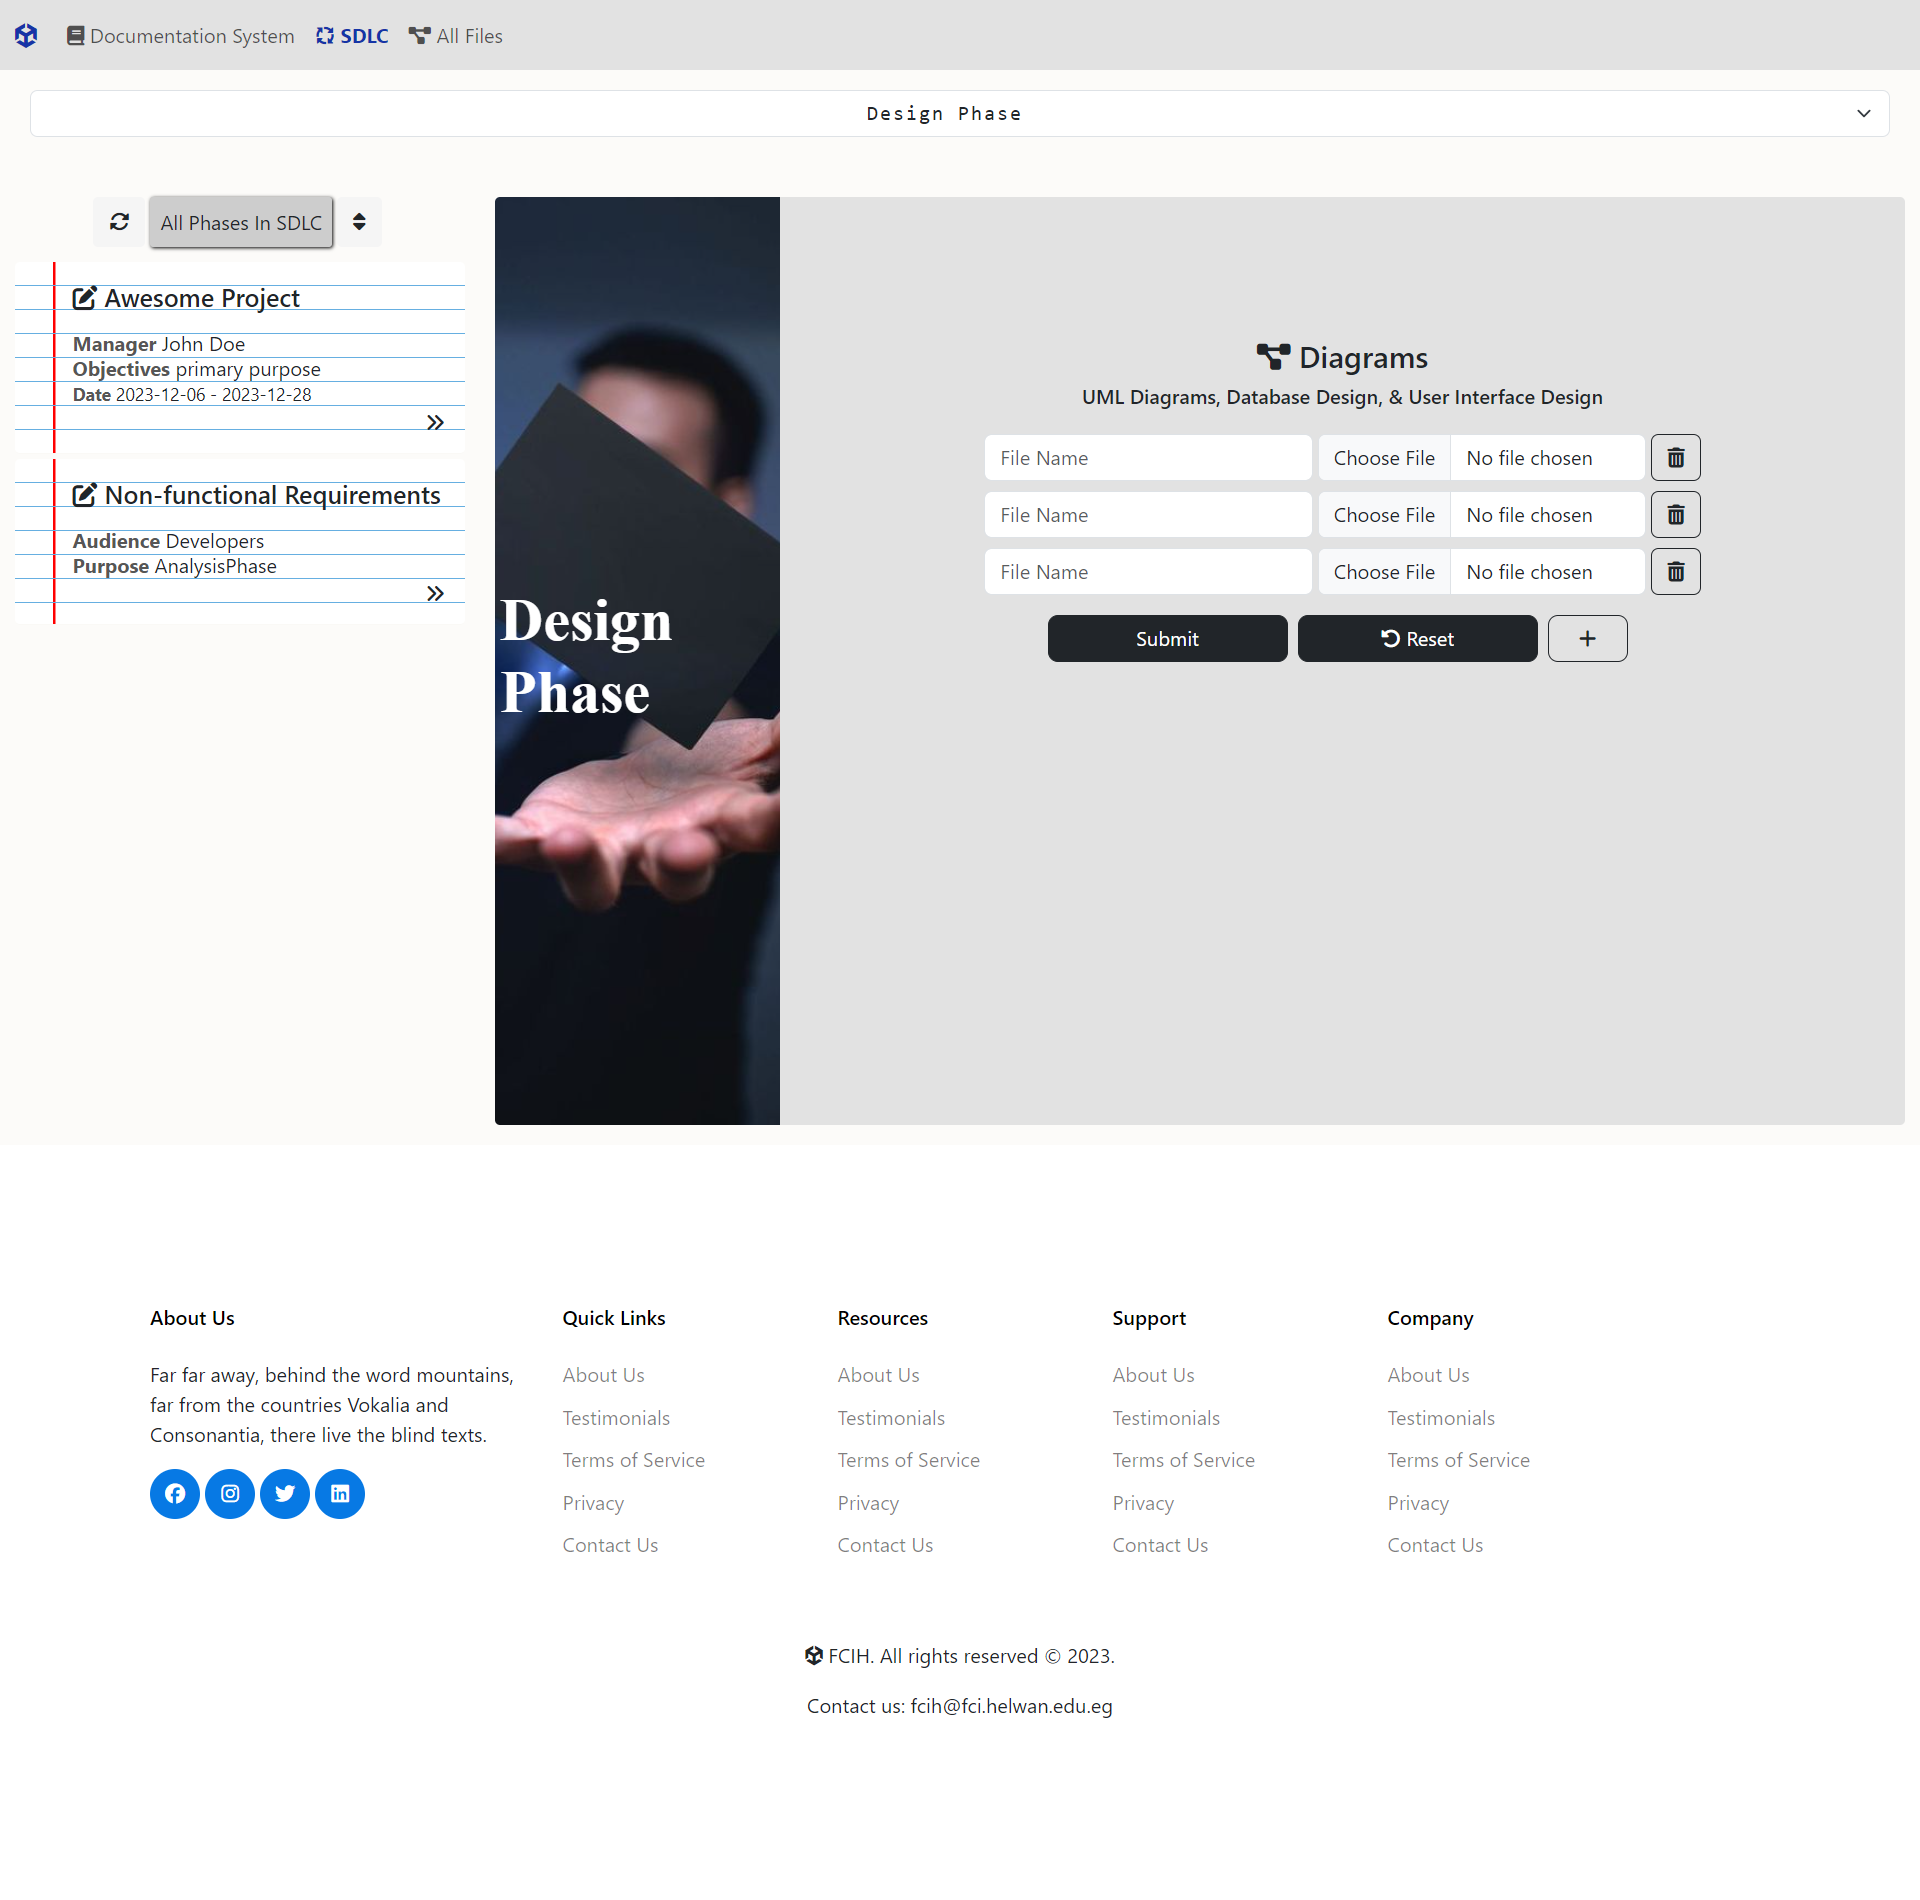 Documentation System SDLC All Files
Design Phase
All Phases In SDLC
Awesome Project
Manager John Doe
Objectives primary purpose
Date 2023-12-06 - 2023-12-28
Non-functional Requirements
Audience Developers
Purpose AnalysisPhase
Design
Phase
Diagrams
UML Diagrams, Database Design, & User Interface Design
File Name Choose File No file chosen
File Name Choose File No file chosen
File Name Choose File No file chosen
Submit Reset +
About Us
Far far away, behind the word mountains,
far from the countries Vokalia and
Consonantia, there live the blind texts.
Quick Links
About Us
Testimonials
Terms of Service
Privacy
Contact Us
Resources
About Us
Testimonials
Terms of Service
Privacy
Contact Us
Support
About Us
Testimonials
Terms of Service
Privacy
Contact Us
Company
About Us
Testimonials
Terms of Service
Privacy
Contact Us
FCIH. All rights reserved © 2023.
Contact us: fcih@fci.helwan.edu.eg